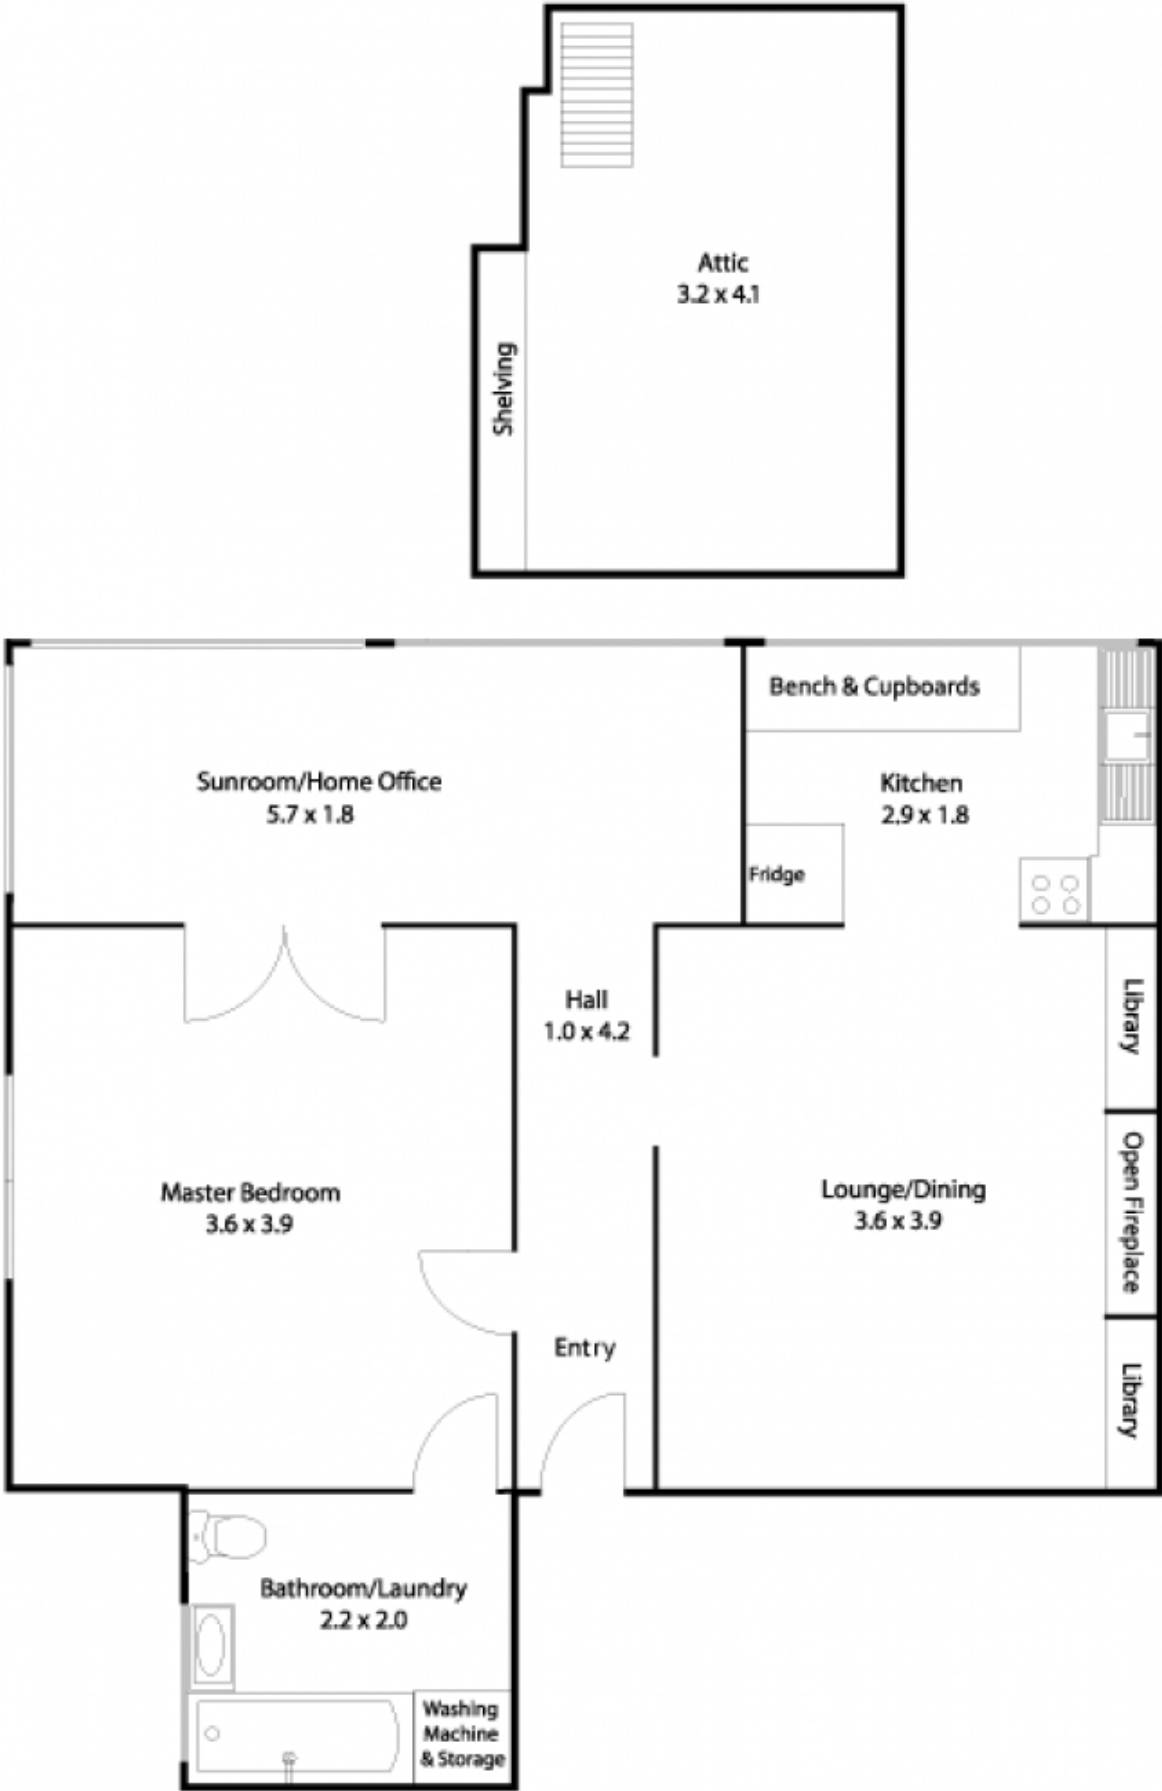 Attic
3.2 x 4.1
Shelving
Bench & Cupboards
Sunroom/Home Office
5.7 x 1.8
Kitchen
2.9 x 1.8
Fridge
Hall
1.0 x 4.2
Library
Master Bedroom
3.6 x 3.9
Lounge/Dining
3.6 x 3.9
Open Fireplace
Entry
Library
Bathroom/Laundry
2.2 x 2.0
Washing
Machine
& Storage